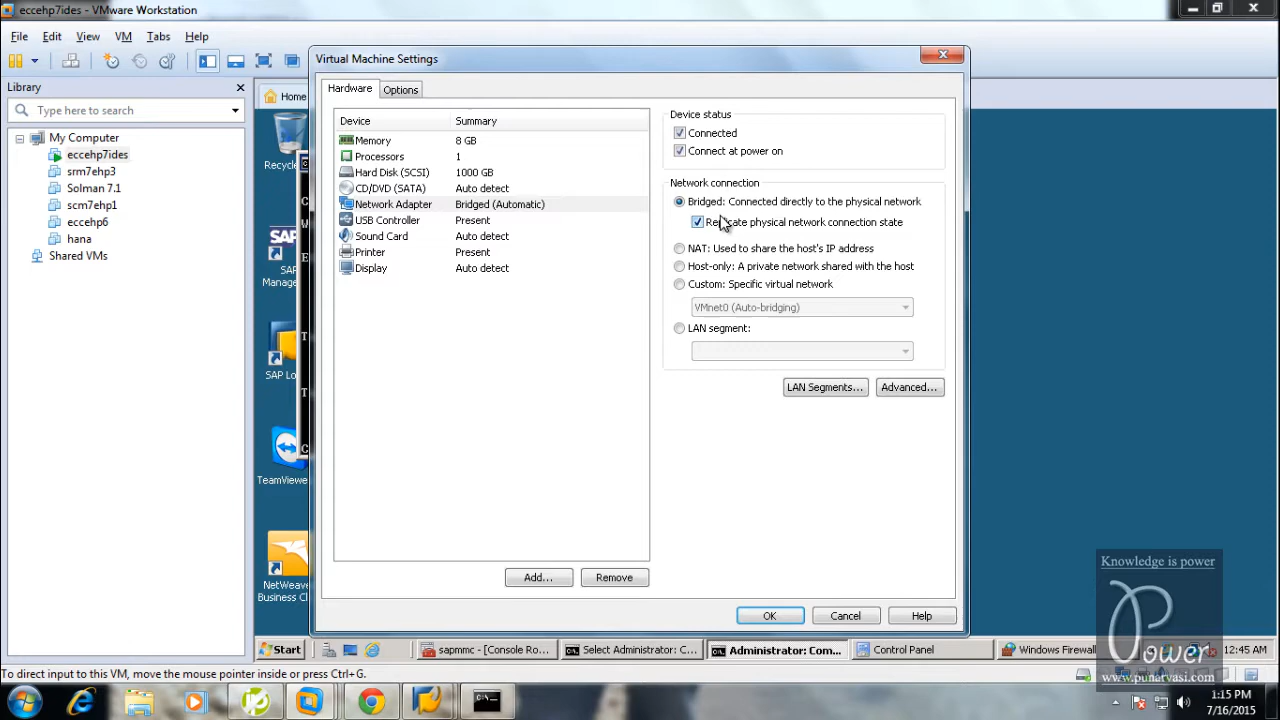 eccehp7ides - VMware Workstation
File Edit View VM Tabs Help
Library
Type here to search
My Computer
eccehp7ides
srm7ehp3
Solman 7.1
scm7ehp1
eccehp6
hana
Shared VMs
Home
Recycle
SAP
Manage
SAP Lo
TeamViewer
NetWeaver
Business Cli
Virtual Machine Settings
Hardware Options
Device Summary
Memory 8 GB
Processors 1
Hard Disk (SCSI) 1000 GB
CD/DVD (SATA) Auto detect
Network Adapter Bridged (Automatic)
USB Controller Present
Sound Card Auto detect
Printer Present
Display Auto detect
Add... Remove
Device status
Connected
Connect at power on
Network connection
Bridged: Connected directly to the physical network
physical network connection state
NAT: Used to share the host's IP address
Host-only: A private network shared with the host
Custom: Specific virtual network
VMnet0 (Auto-bridging)
LAN segment:
LAN Segments... Advanced...
OK Cancel Help
Knowledge is power
Power
www.punarvasi.com
Start sapmmc - [Console Ro... Select Administrator: C... Administrator: Com... Control Panel Windows Firewall 12:45 AM
To direct input to this VM, move the mouse pointer inside or press Ctrl+G.
1:15 PM
7/16/2015